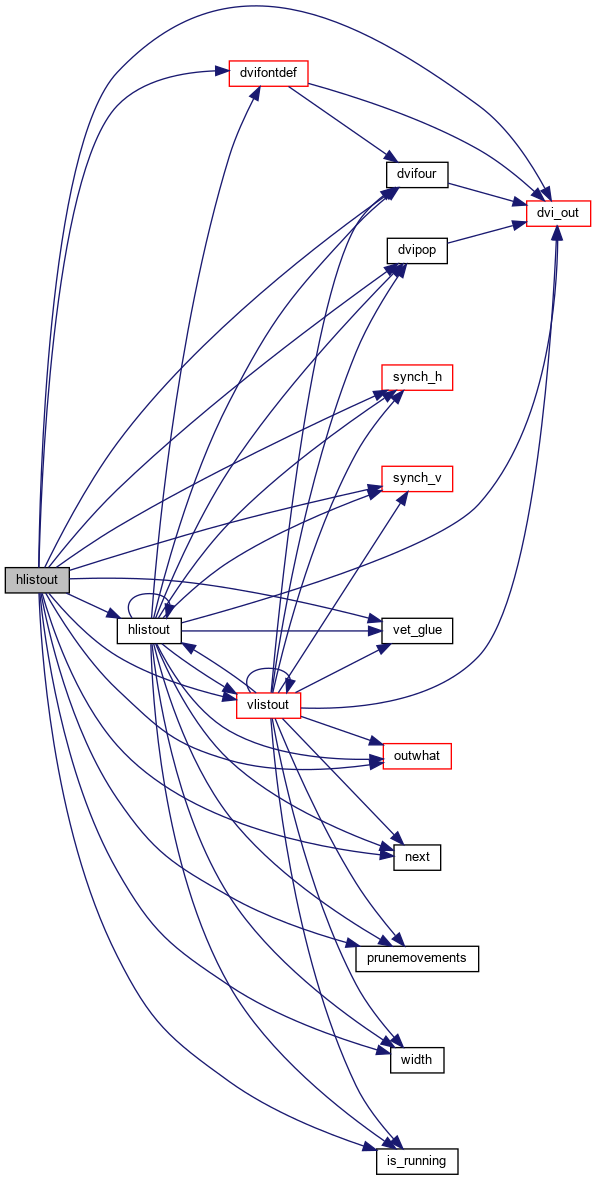 dvifontdef
dvifour
dvi_out
dvipop
synch_h
synch_v
hlistout
hlistout
vet_glue
vlistout
outwhat
next
prunemovements
width
is_running